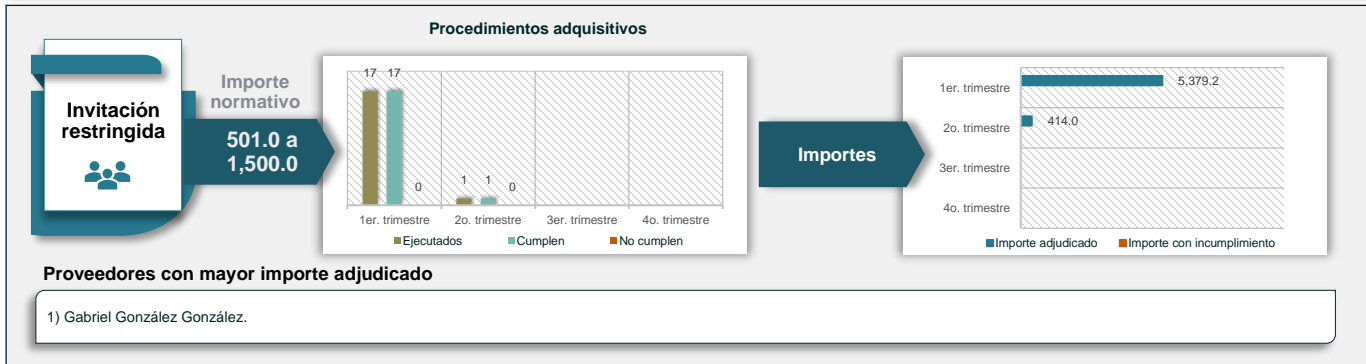 Procedimientos adquisitivos
Invitación
restringida
Importe
normativo
501.0 a
1,500.0
17 17
0
1 1
0
1er. trimestre 2o. trimestre 3er. trimestre 4o. trimestre
Ejecutados Cumplen No cumplen
Importes
1er. trimestre 5,379.2
2o. trimestre 414.0
3er. trimestre
4o. trimestre
Importe adjudicado Importe con incumplimiento
Proveedores con mayor importe adjudicado
1) Gabriel González González.